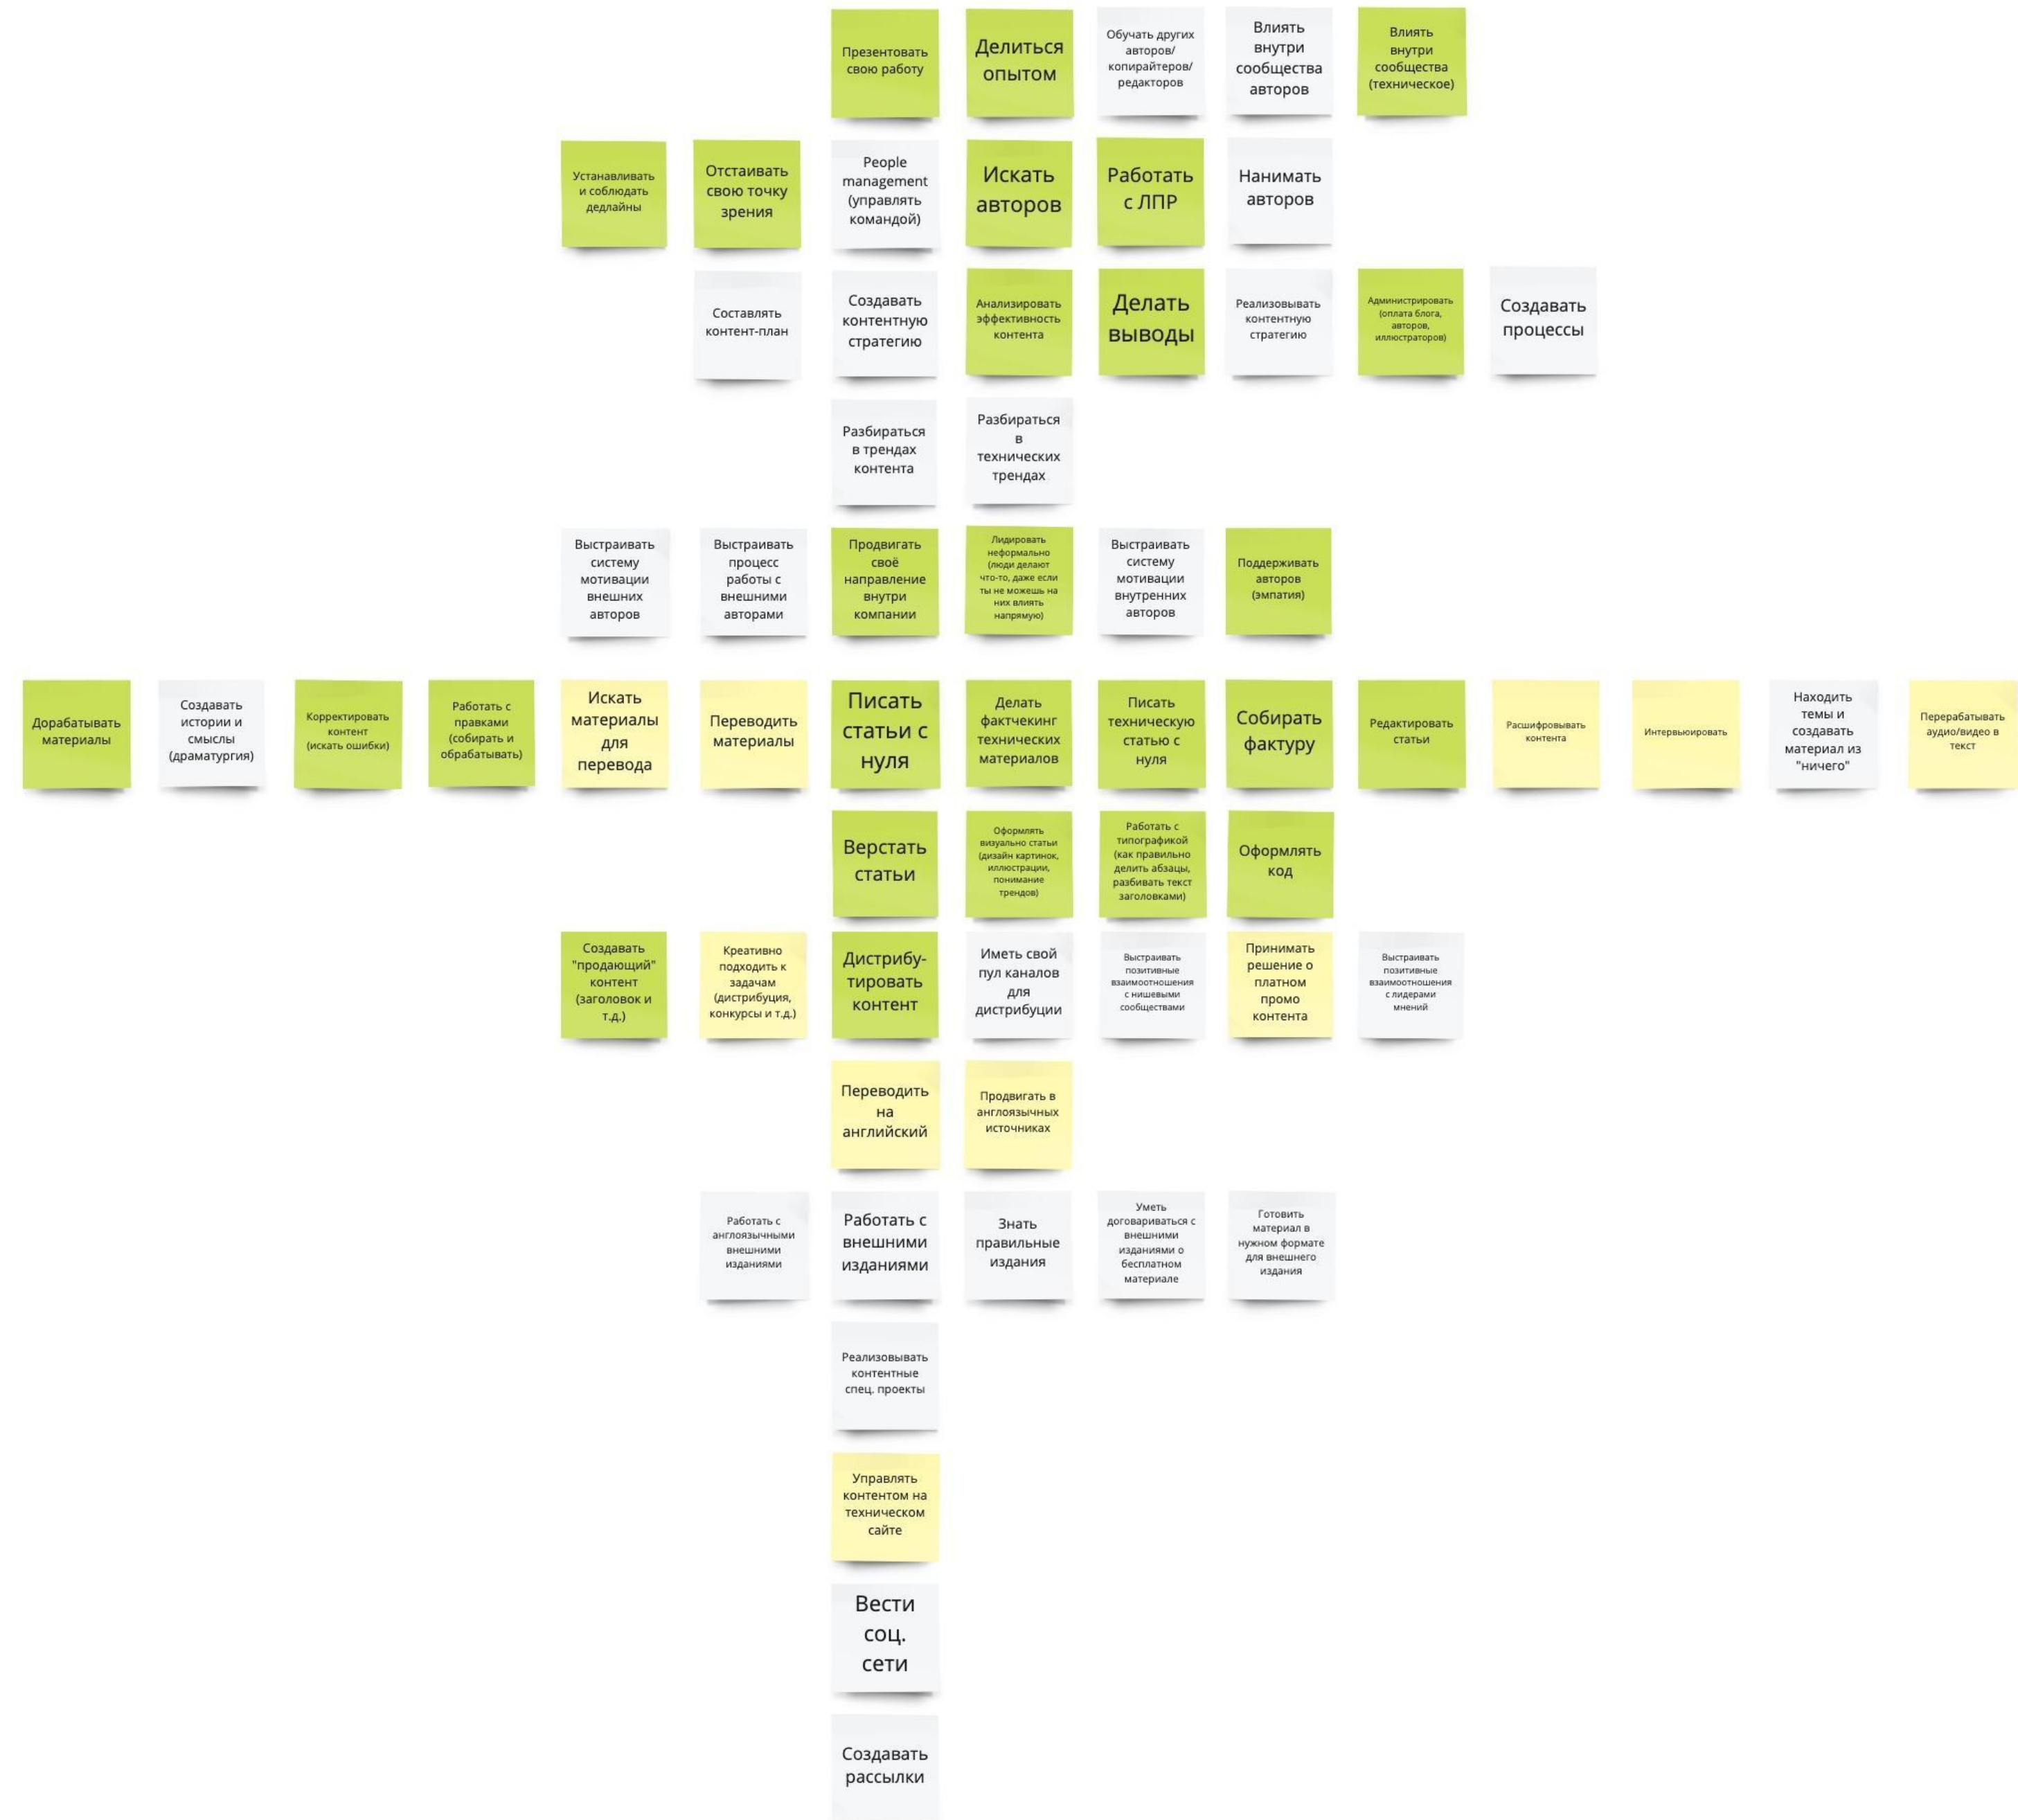 Презентовать
свою работу
Делиться
опытом
Обучать других
авторов/
копирайтеров/
редакторов
Влиять
внутри
сообщества
авторов
Влиять
внутри
сообщества
(техническое)
Устанавливать
и соблюдать
дедлайны
Отстаивать
свою точку
зрения
People
management
(управлять
командой)
Искать
авторов
Работать
с ЛПР
Нанимать
авторов
Составлять
контент-план
Создавать
контентную
стратегию
Анализировать
эффективность
контента
Делать
выводы
Реализовывать
контентную
стратегию
Администрировать
(оплата блога,
авторов,
иллюстраторов)
Создавать
процессы
Разбираться
в трендах
контента
Разбираться
в
технических
трендах
Выстраивать
систему
мотивации
внешних
авторов
Выстраивать
процесс
работы с
внешними
авторами
Продвигать
своё
направление
внутри
компании
Лидировать
неформально
(люди делают
что-то, даже если
ты не можешь на
них влиять
напрямую)
Выстраивать
систему
мотивации
внутренних
авторов
Поддерживать
авторов
(эмпатия)
Дорабатывать
материалы
Создавать
истории и
смыслы
(драматургия)
Корректировать
контент
(искать ошибки)
Работать с
правками
(собирать и
обрабатывать)
Искать
материалы
для
перевода
Переводить
материалы
Писать
статьи с
нуля
Делать
фактчекинг
технических
материалов
Писать
техническую
статью с
нуля
Собирать
фактуру
Редактировать
статьи
Расшифровывать
контента
Интервьюировать
Находить
темы и
создавать
материал из
"ничего"
Перерабатывать
аудио/видео в
текст
Верстать
статьи
Оформлять
визуально статьи
(дизайн картинок,
иллюстрации,
понимание
трендов)
Работать с
типографикой
(как правильно
делить абзацы,
разбивать текст
заголовками)
Оформлять
код
Создавать
"продающий"
контент
(заголовок и
т.д.)
Креативно
подходить к
задачам
(дистрибуция,
конкурсы и т.д.)
Дистрибу-
тировать
контент
Иметь свой
пул каналов
для
дистрибуции
Выстраивать
позитивные
взаимоотношения
с нишевыми
сообществами
Принимать
решение о
платном
промо
контента
Выстраивать
позитивные
взаимоотношения
с лидерами
мнений
Переводить
на
английский
Продвигать в
англоязычных
источниках
Работать с
англоязычными
внешними
изданиями
Работать с
внешними
изданиями
Знать
правильные
издания
Уметь
договариваться с
внешними
изданиями о
бесплатном
материале
Готовить
материал в
нужном формате
для внешнего
издания
Реализовывать
контентные
спец. проекты
Управлять
контентом на
техническом
сайте
Вести
соц.
сети
Создавать
рассылки